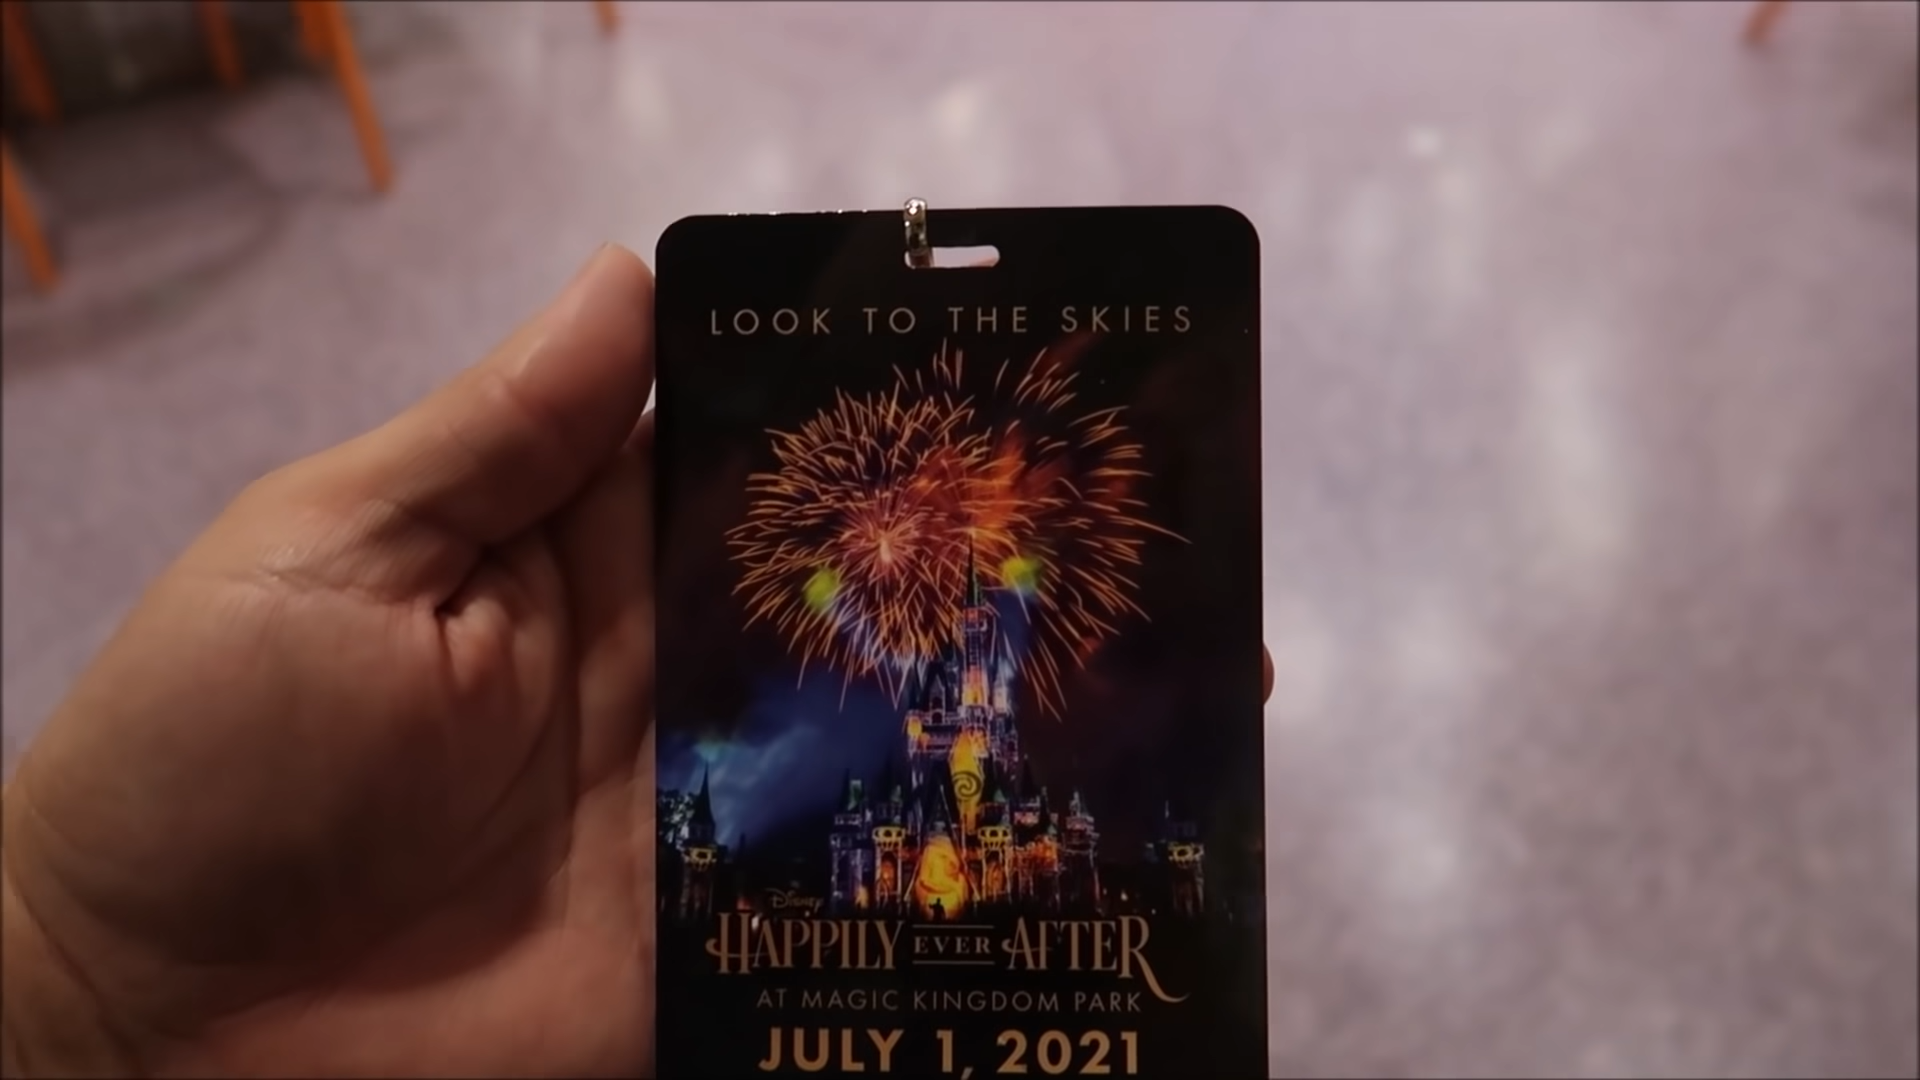 LOOK TO THE SKIES
Disney
HAPPILY EVER AFTER
AT MAGIC KINGDOM PARK
JULY 1, 2021